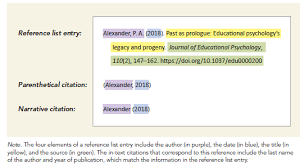 Reference list entry: Alexander, P. A. (2018). Past as prologue: Educational psychology's
legacy and progeny. Journal of Educational Psychology,
110(2), 147–162. https://doi.org/10.1037/edu0000200
Parenthetical citation: (Alexander, 2018)
Narrative citation: Alexander (2018)
Note. The four elements of a reference list entry include the author (in purple), the date (in blue), the title (in
yellow), and the source (in green). The in-text citations that correspond to this reference include the last name
of the author and year of publication, which match the information in the reference list entry.